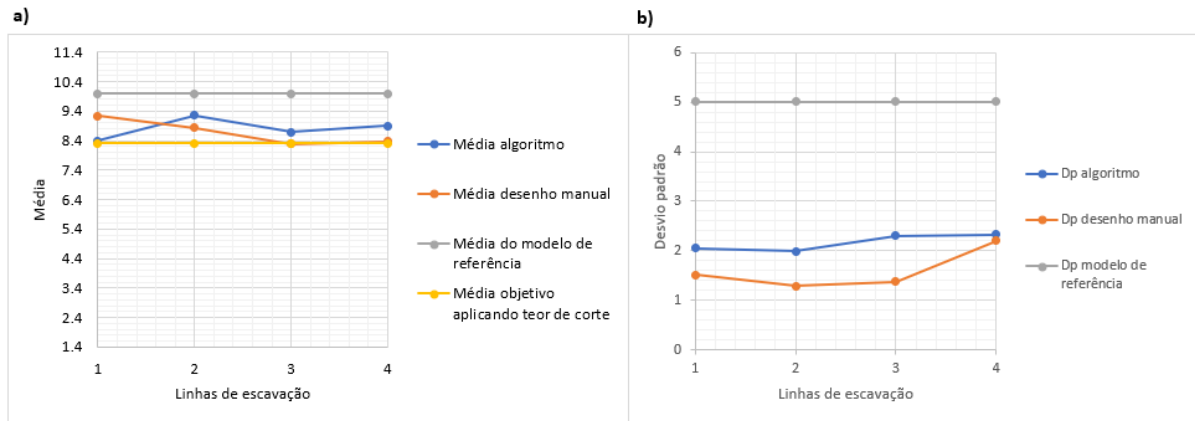 a)
11.4
10.4
9.4
8.4
7.4
6.4
5.4
4.4
3.4
2.4
1.4
Média
1 2 3 4
Linhas de escavação
Média algoritmo
Média desenho manual
Média do modelo de
referência
Média objetivo
aplicando teor de corte
b)
6
5
4
3
2
1
0
Desvio padrão
1 2 3 4
Linhas de escavação
Dp algoritmo
Dp desenho manual
Dp modelo de
referência